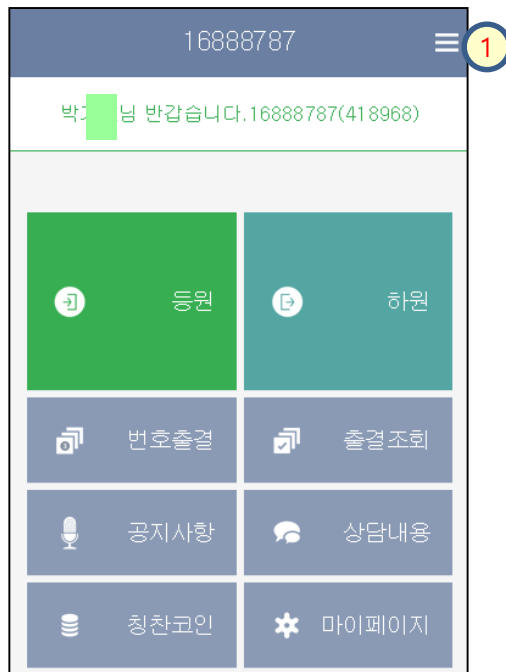 16888787
1
님 반갑습니다.16888787(418968)
등원 하원
번호출결 출결조회
공지사항 상담내용
칭찬코인 마이페이지